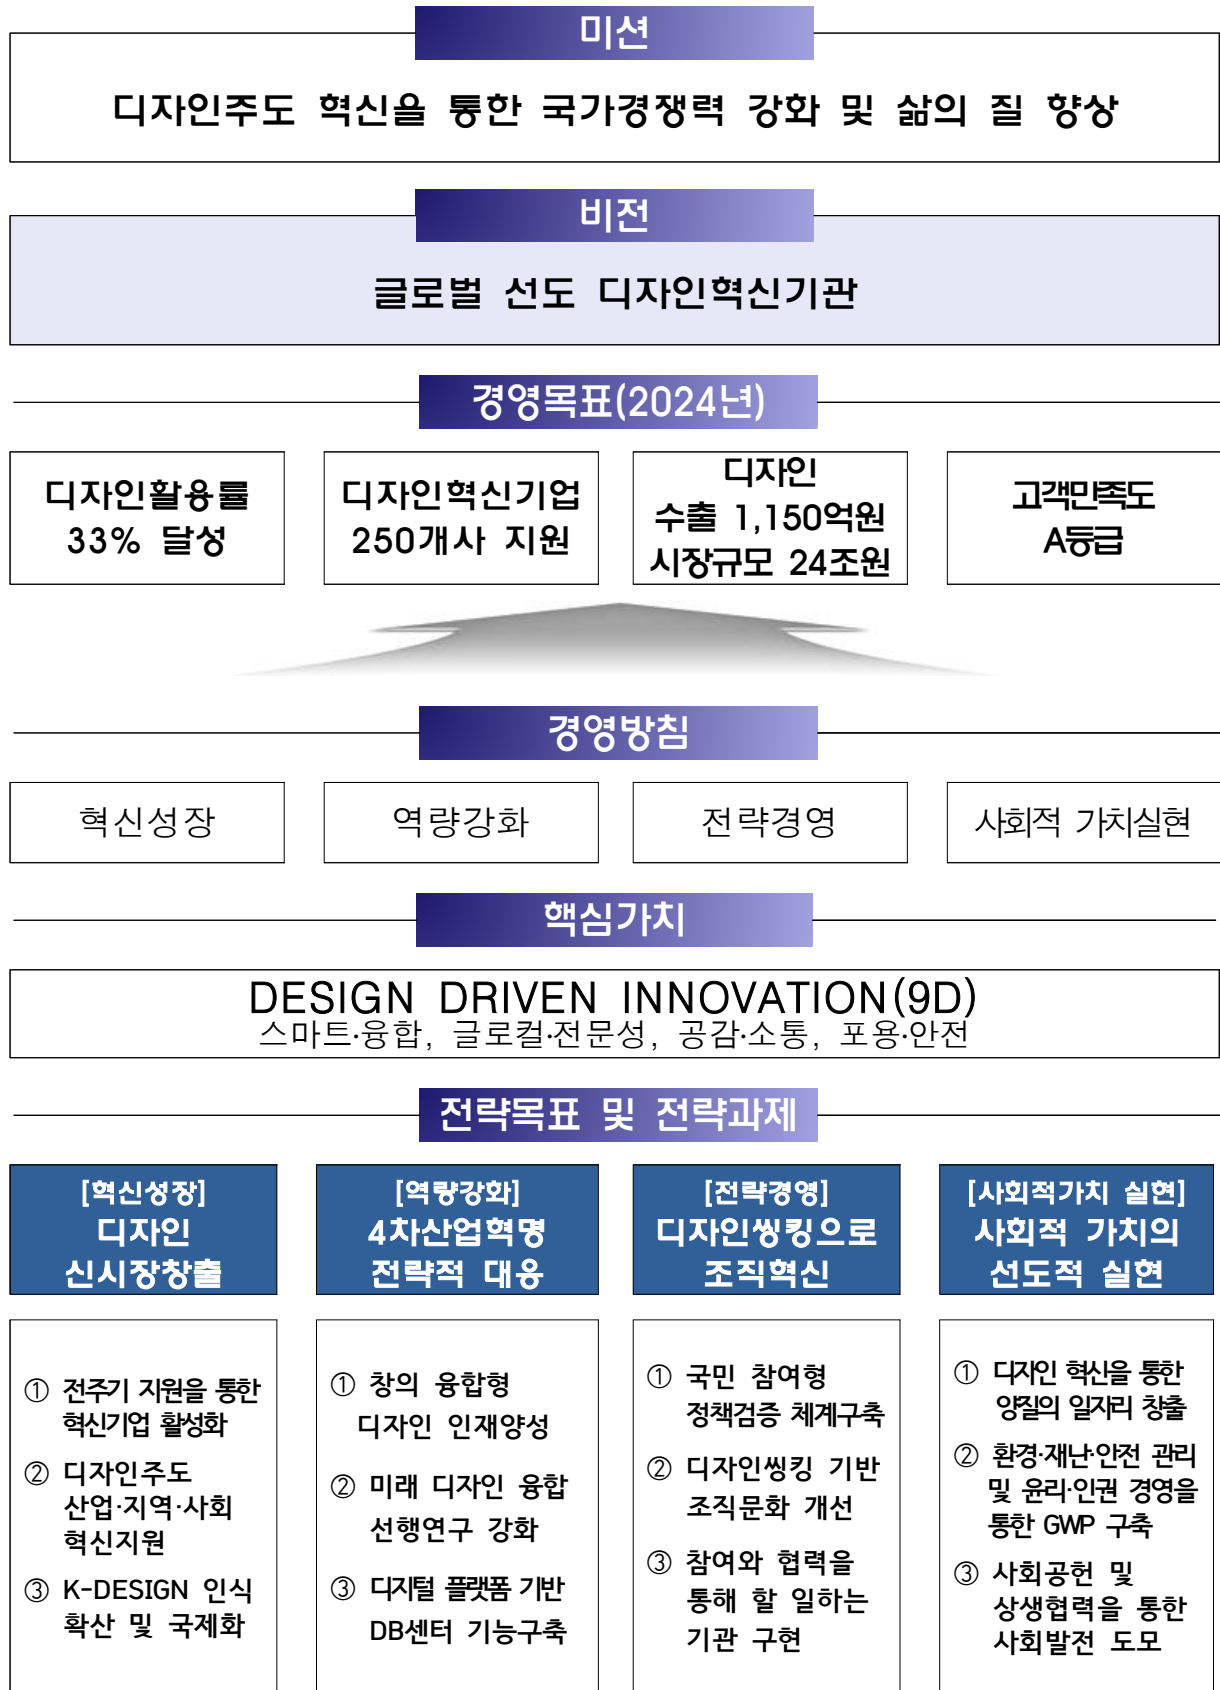 미션
디자인주도 혁신을 통한 국가경쟁력 강화 및 삶의 질 향상
비전
글로벌 선도 디자인혁신기관
경영목표(2024년)
디자인활용률
33% 달성
디자인혁신기업
250개사 지원
디자인
수출 1,150억원
시장규모 24조원
고객만족도
A등급
경영방침
혁신성장
역량강화
전략경영
사회적 가치실현
핵심가치
DESIGN DRIVEN INNOVATION(9D)
스마트·융합, 글로컬·전문성, 공감·소통, 포용·안전
전략목표 및 전략과제
[혁신성장]
디자인
신시장창출
[역량강화]
4차산업혁명
전략적 대응
[전략경영]
디자인씽킹으로
조직혁신
[사회적가치 실현]
사회적 가치의
선도적 실현
① 전주기 지원을 통한
혁신기업 활성화
② 디자인주도
산업·지역·사회
혁신지원
③ K-DESIGN 인식
확산 및 국제화
① 창의 융합형
디자인 인재양성
② 미래 디자인 융합
선행연구 강화
③ 디지털 플랫폼 기반
DB센터 기능구축
① 국민 참여형
정책검증 체계구축
② 디자인씽킹 기반
조직문화 개선
③ 참여와 협력을
통해 할 일하는
기관 구현
① 디자인 혁신을 통한
양질의 일자리 창출
② 환경·재난·안전 관리
및 윤리·인권 경영을
통한 GWP 구축
③ 사회공헌 및
상생협력을 통한
사회발전 도모